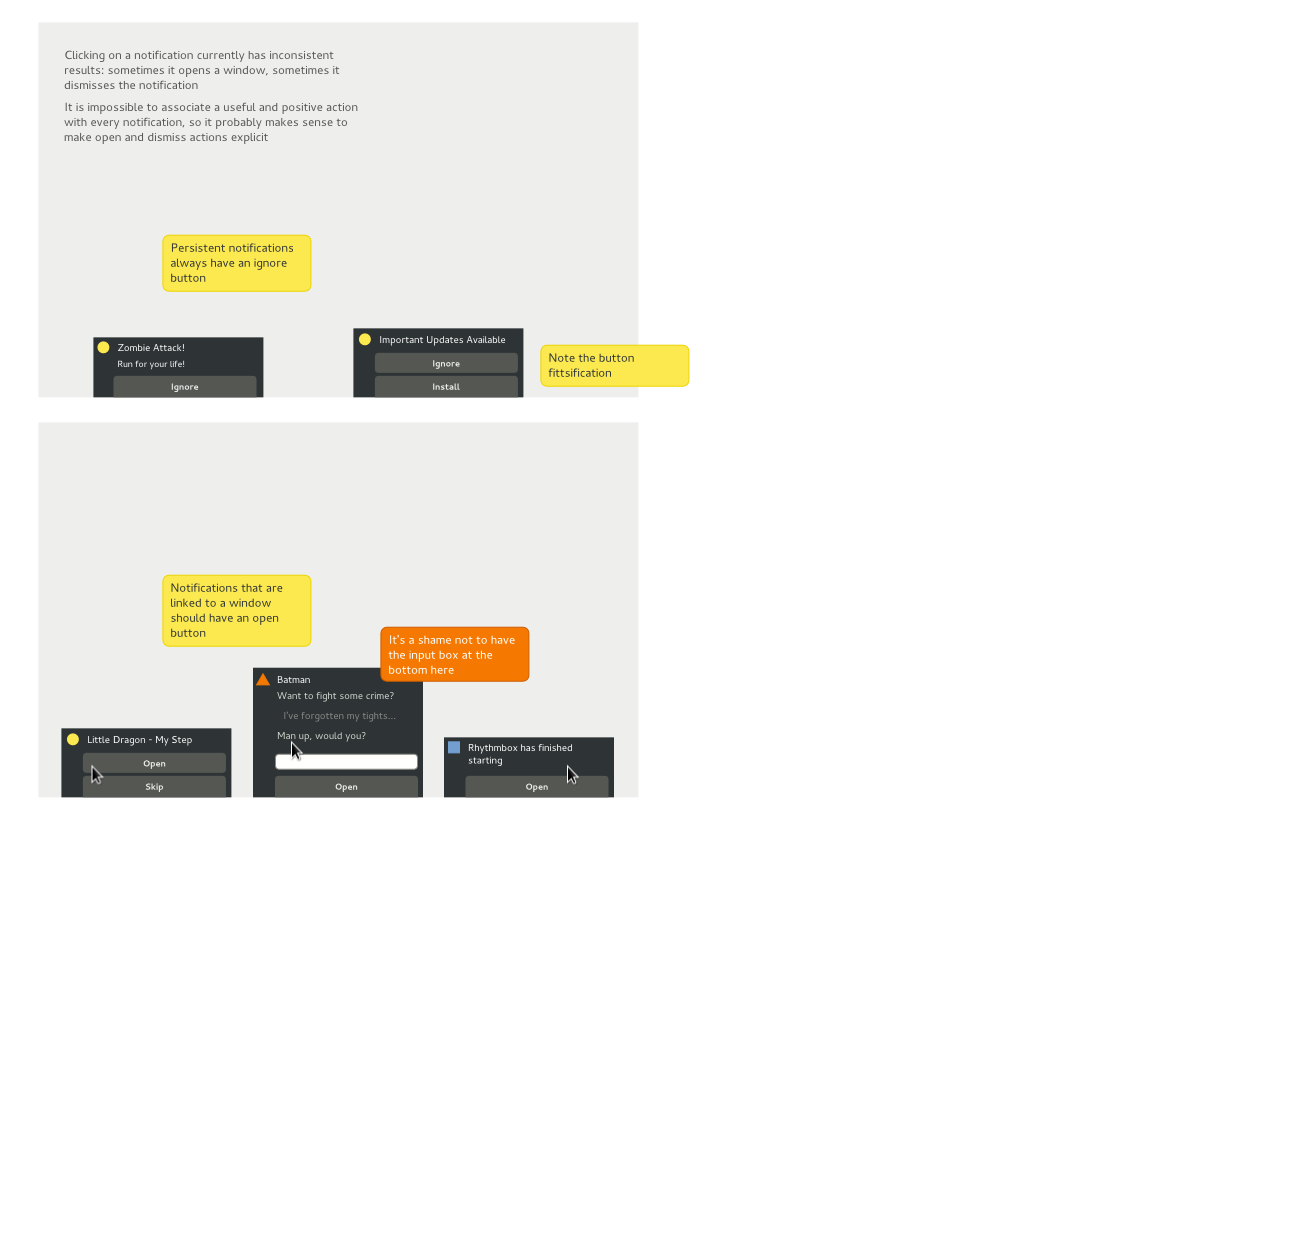 Clicking on a notification currently has inconsistent
results: sometimes it opens a window, sometimes it
dismisses the notification
It is impossible to associate a useful and positive action
with every notification, so it probably makes sense to
make open and dismiss actions explicit
Persistent notifications
always have an ignore
button
Zombie Attack!
Run for your life!
Ignore
Important Updates Available
Ignore
Install
Note the button
fittsification
Notifications that are
linked to a window
should have an open
button
It's a shame not to have
the input box at the
bottom here
Little Dragon - My Step
Open
Skip
Batman
Want to fight some crime?
I've forgotten my tights...
Man up, would you?
Open
Rhythmbox has finished
starting
Open